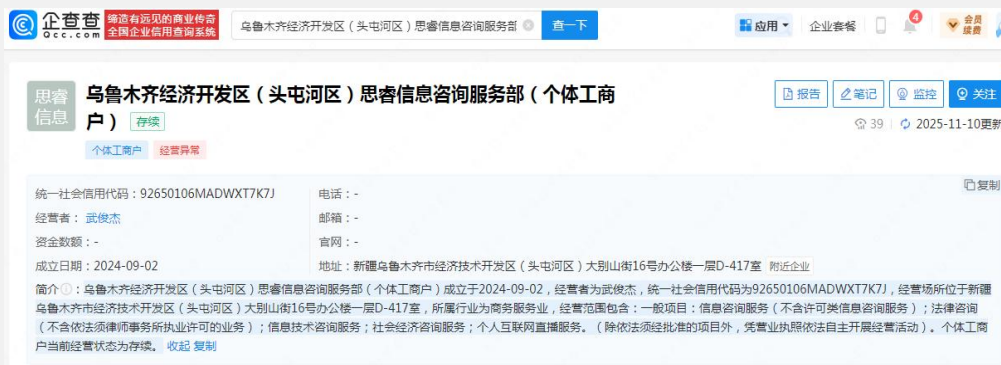 企查查
Qcc.com
缔造有远见的商业传奇
全国企业信用查询系统
乌鲁木齐经济开发区（头屯河区）思睿信息咨询服务部
查一下
应用
企业套餐
4
会员
续费
思睿
信息
乌鲁木齐经济开发区（头屯河区）思睿信息咨询服务部（个体工商
户）
存续
报告
笔记
监控
关注
39
2025-11-10更新
个体工商户
经营异常
统一社会信用代码：92650106MADWXT7K7J
电话：-
复制
经营者：武俊杰
邮箱：-
资金数额：-
官网：-
成立日期：2024-09-02
地址：新疆乌鲁木齐市经济技术开发区（头屯河区）大别山街16号办公楼一层D-417室 附近企业
简介：乌鲁木齐经济开发区（头屯河区）思睿信息咨询服务部（个体工商户）成立于2024-09-02，经营者为武俊杰，统一社会信用代码为92650106MADWXT7K7J，经营场所位于新疆
乌鲁木齐市经济技术开发区（头屯河区）大别山街16号办公楼一层D-417室，所属行业为商务服务业，经营范围包含：一般项目：信息咨询服务（不含许可类信息咨询服务）；法律咨询
（不含依法须律师事务所执业许可的业务）；信息技术咨询服务；社会经济咨询服务；个人互联网直播服务。（除依法须经批准的项目外，凭营业执照依法自主开展经营活动）。个体工商
户当前经营状态为存续。 收起 复制